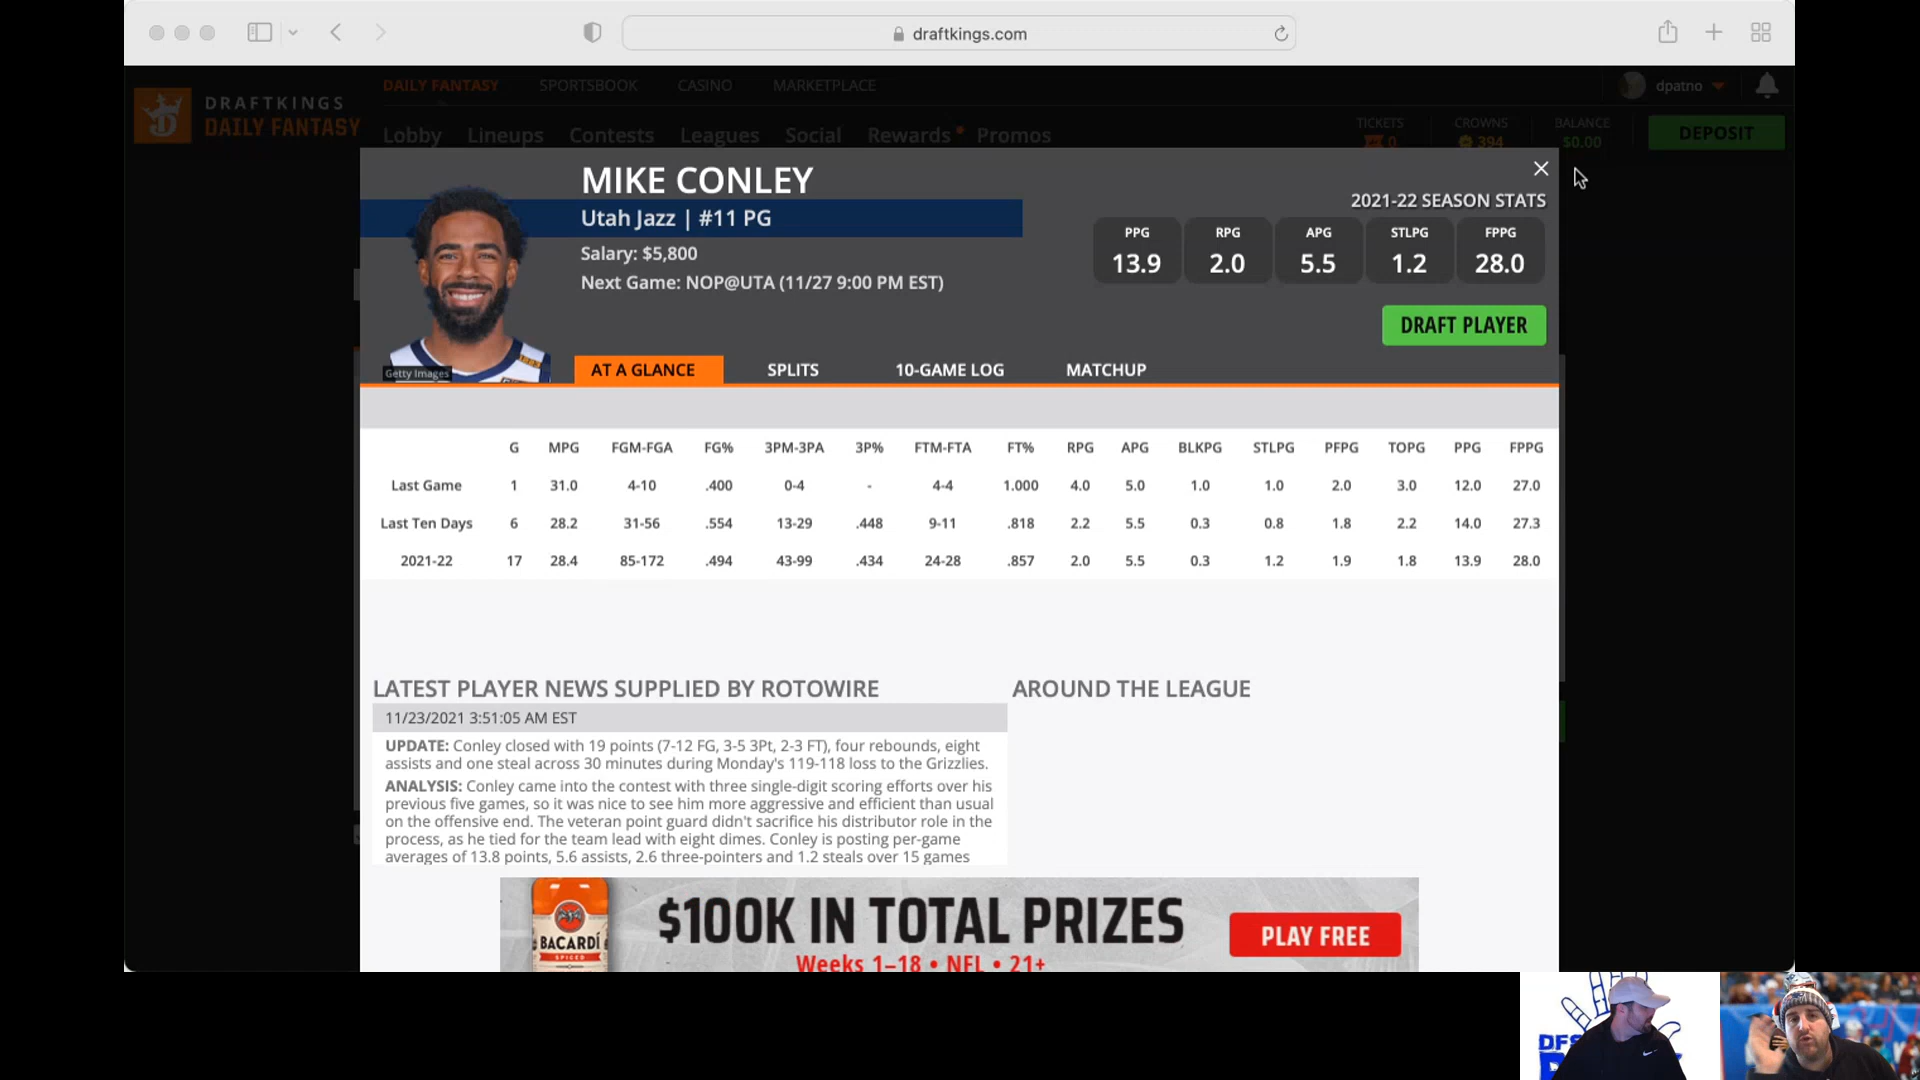 draftkings.com
DRAFTKINGS
DAILY FANTASY
DAILY FANTASY SPORTSBOOK CASINO MARKETPLACE
dpatno
Lobby Lineups Contests Leagues Social Rewards Promos
TICKETS CROWNS BALANCE
0 394 $0.00
DEPOSIT
MIKE CONLEY
Utah Jazz | #11 PG
Salary: $5,800
Next Game: NOP@UTA (11/27 9:00 PM EST)
2021-22 SEASON STATS
PPG RPG APG STLPG FPPG
13.9 2.0 5.5 1.2 28.0
DRAFT PLAYER
Getty Images
AT A GLANCE SPLITS 10-GAME LOG MATCHUP
G MPG FGM-FGA FG% 3PM-3PA 3P% FTM-FTA FT% RPG APG BLKPG STLPG PFPG TOPG PPG FPPG
Last Game 1 31.0 4-10 .400 0-4 - 4-4 1.000 4.0 5.0 1.0 1.0 2.0 3.0 12.0 27.0
Last Ten Days 6 28.2 31-56 .554 13-29 .448 9-11 .818 2.2 5.5 0.3 0.8 1.8 2.2 14.0 27.3
2021-22 17 28.4 85-172 .494 43-99 .434 24-28 .857 2.0 5.5 0.3 1.2 1.9 1.8 13.9 28.0
LATEST PLAYER NEWS SUPPLIED BY ROTOWIRE
11/23/2021 3:51:05 AM EST
UPDATE: Conley closed with 19 points (7-12 FG, 3-5 3Pt, 2-3 FT), four rebounds, eight
assists and one steal across 30 minutes during Monday's 119-118 loss to the Grizzlies.
ANALYSIS: Conley came into the contest with three single-digit scoring efforts over his
previous five games, so it was nice to see him more aggressive and efficient than usual
on the offensive end. The veteran point guard didn't sacrifice his distributor role in the
process, as he tied for the team lead with eight dimes. Conley is posting per-game
averages of 13.8 points, 5.6 assists, 2.6 three-pointers and 1.2 steals over 15 games
AROUND THE LEAGUE
BACARDÍ
SPICED
$100K IN TOTAL PRIZES
Weeks 1–18 • NFL • 21+
PLAY FREE
DFS